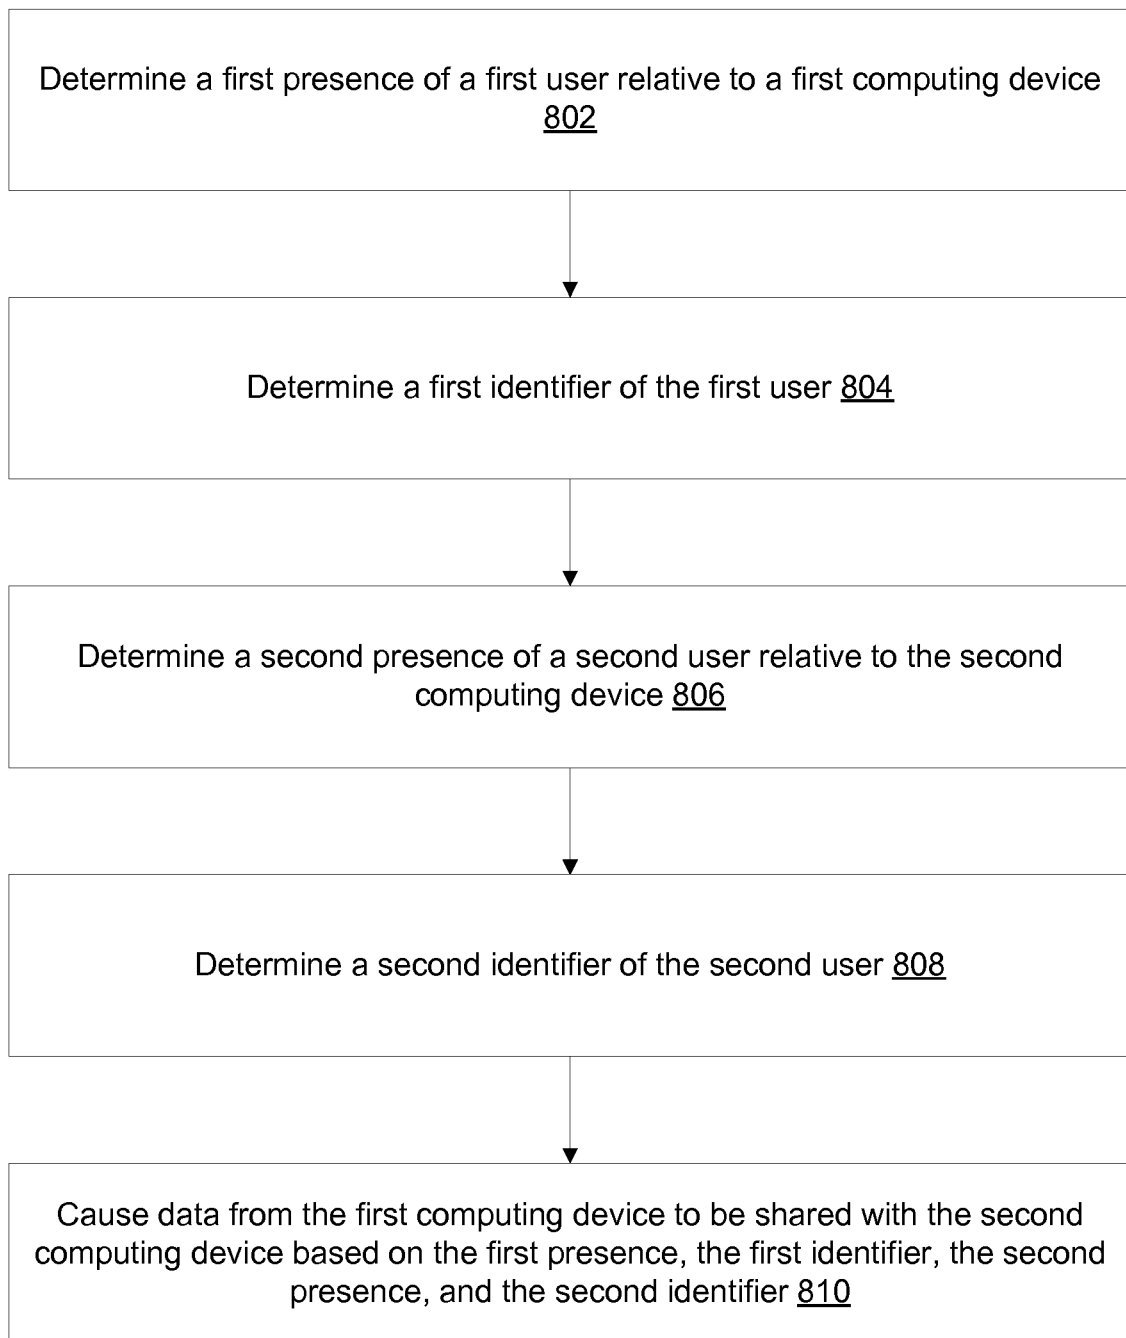 Determine a first presence of a first user relative to a first computing device
802
Determine a first identifier of the first user 804
Determine a second presence of a second user relative to the second
computing device 806
Determine a second identifier of the second user 808
Cause data from the first computing device to be shared with the second
computing device based on the first presence, the first identifier, the second
presence, and the second identifier 810